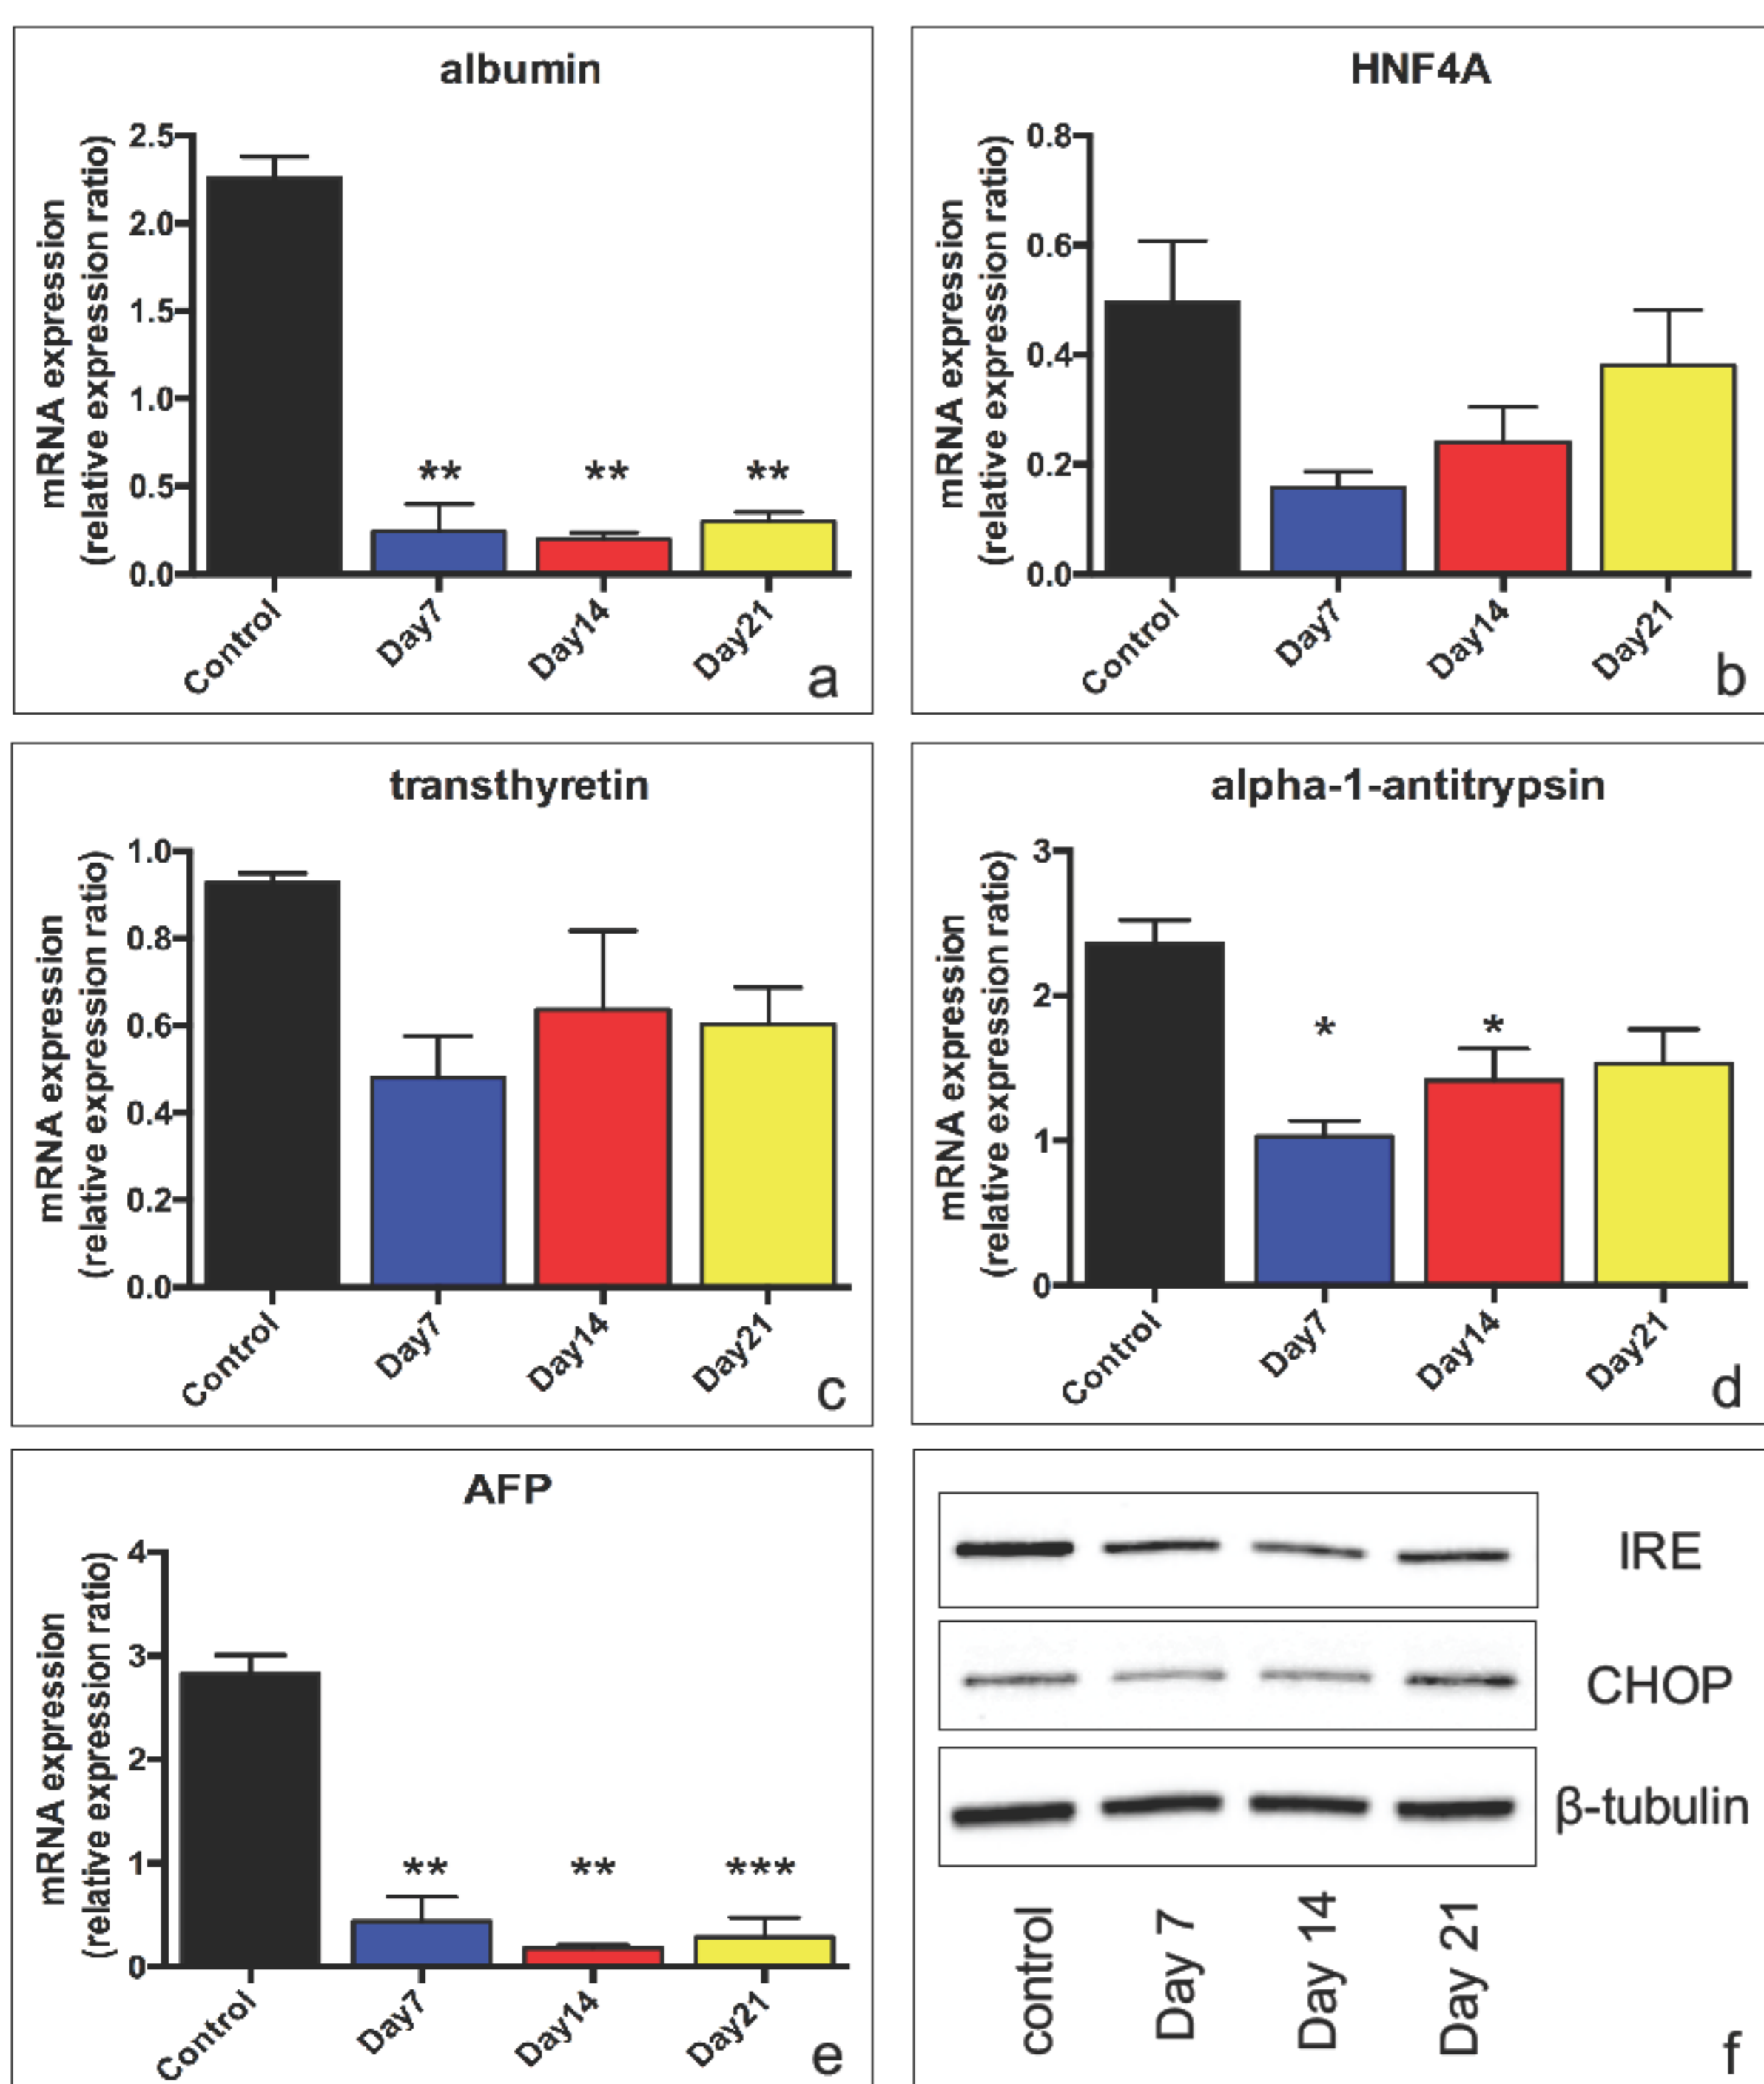 albumin
mRNA expression
(relative expression ratio)
2.5
2.0
1.5
1.0
0.5
0.0
** ** **
Control Day7 Day14 Day21
a
HNF4A
mRNA expression
(relative expression ratio)
0.8
0.6
0.4
0.2
0.0
Control Day7 Day14 Day21
b
transthyretin
mRNA expression
(relative expression ratio)
1.0
0.8
0.6
0.4
0.2
0.0
Control Day7 Day14 Day21
c
alpha-1-antitrypsin
mRNA expression
(relative expression ratio)
3
2
1
0
* *
Control Day7 Day14 Day21
d
AFP
mRNA expression
(relative expression ratio)
4
3
2
1
0
** ** ***
Control Day7 Day14 Day21
e
IRE
CHOP
β-tubulin
control Day 7 Day 14 Day 21
f